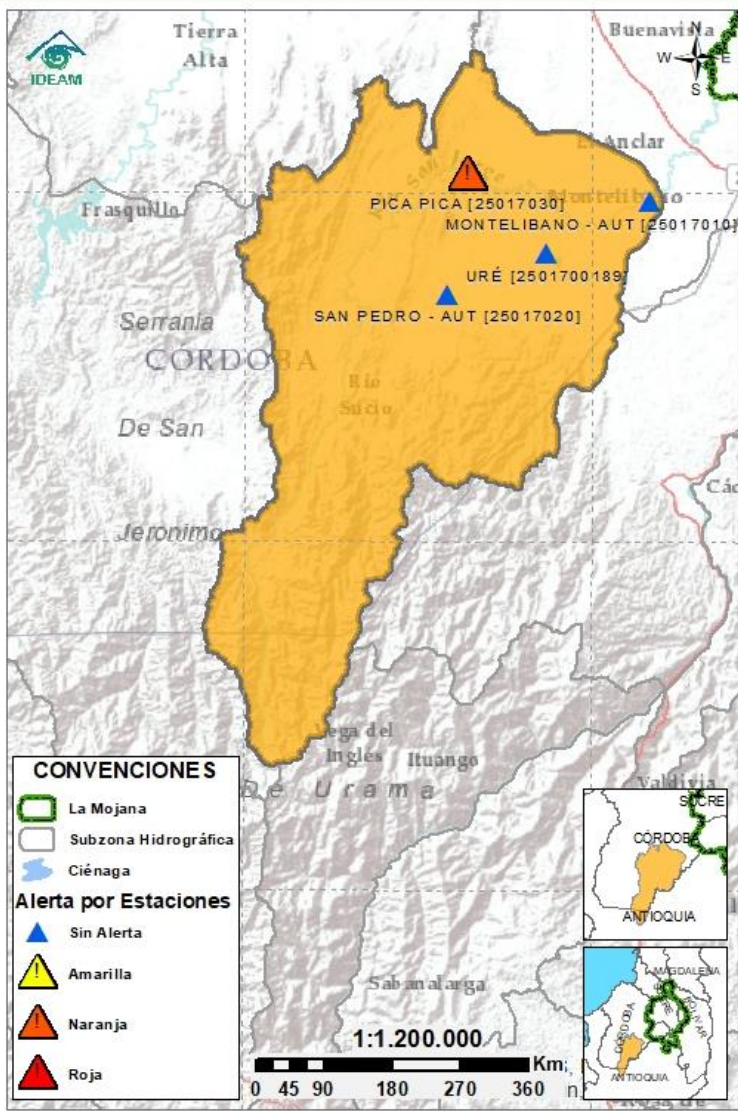 Tierra
Alta
Buenavista
IDEAM
W E
S
El Anclar
Frasquillo
Montelibano
PICA PICA [25017030]
MONTELIBANO - AUT [25017010]
URÉ [2501700189]
SAN PEDRO - AUT [25017020]
Serrania
CÓRDOBA
Rio
Sucio
De San
Jeronimo
Các
Vega del
Ingles
Ituango
De Urama
Valdivia
Sabanalarga
CONVENCIONES
La Mojana
Subzona Hidrográfica
Ciénaga
Alerta por Estaciones
Sin Alerta
Amarilla
Naranja
Roja
SUCRE
CÓRDOBA
ANTIOQUIA
MAGDALENA
CÓRDOBA
ANTIOQUIA
1:1.200.000
Km
0 45 90 180 270 360